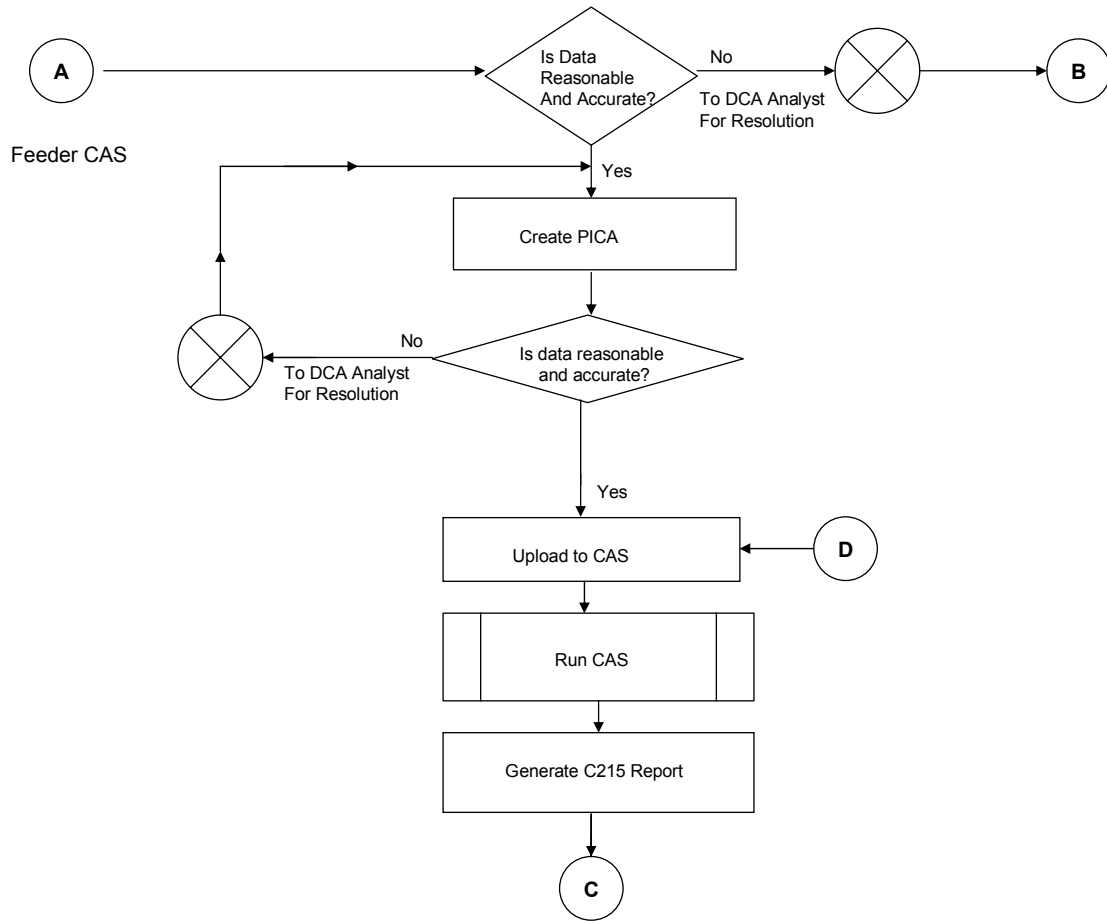 A
Is Data
Reasonable
And Accurate?
No
To DCA Analyst
For Resolution
B
Feeder CAS
Yes
Create PICA
No
To DCA Analyst
For Resolution
Is data reasonable
and accurate?
Yes
Upload to CAS
D
Run CAS
Generate C215 Report
C